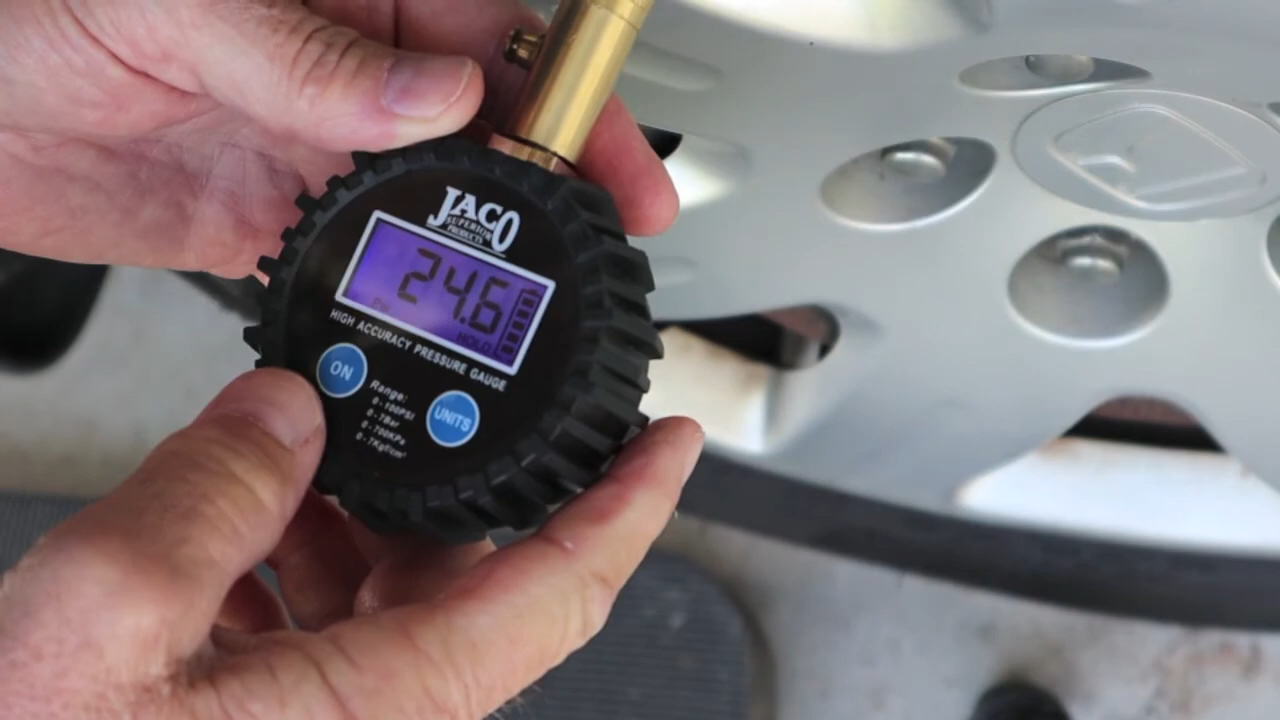 JACO
SUPERIOR
PRODUCTS
24.6
HOLD
HIGH ACCURACY PRESSURE GAUGE
ON
UNITS
Range:
0-100PSI
0-7Bar
0-700KPa
0-7Kgf/cm²